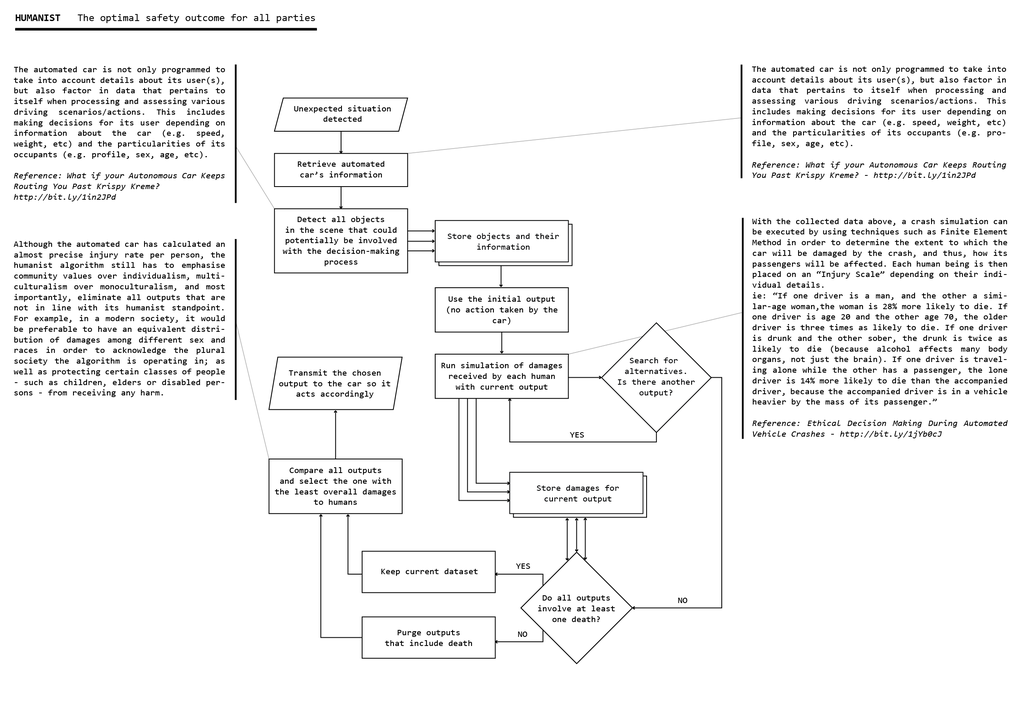 HUMANIST The optimal safety outcome for all parties
The automated car is not only programmed to
take into account details about its user(s),
but also factor in data that pertains to
itself when processing and assessing various
driving scenarios/actions. This includes
making decisions for its user depending on
information about the car (e.g. speed,
weight, etc) and the particularities of its
occupants (e.g. profile, sex, age, etc).
Reference: What if your Autonomous Car Keeps
Routing You Past Krispy Kreme?
http://bit.ly/1in2JPd
Although the automated car has calculated an
almost precise injury rate per person, the
humanist algorithm still has to emphasise
community values over individualism, multi-
culturalism over monoculturalism, and most
importantly, eliminate all outputs that are
not in line with its humanist standpoint.
For example, in a modern society, it would
be preferable to have an equivalent distri-
bution of damages among different sex and
races in order to acknowledge the plural
society the algorithm is operating in; as
well as protecting certain classes of people
- such as children, elders or disabled per-
sons - from receiving any harm.
Unexpected situation
detected
Retrieve automated
car's information
Detect all objects
in the scene that could
potentially be involved
with the decision-making
process
Store objects and their
information
Use the initial output
(no action taken by the
car)
Run simulation of damages
received by each human
with current output
Search for
alternatives.
Is there another
output?
YES
Transmit the chosen
output to the car so it
acts accordingly
Compare all outputs
and select the one with
the least overall damages
to humans
Store damages for
current output
Keep current dataset
YES
Do all outputs
involve at least
one death?
NO
Purge outputs
that include death
NO
The automated car is not only programmed to take into
account details about its user(s), but also factor in
data that pertains to itself when processing and
assessing various driving scenarios/actions. This
includes making decisions for its user depending on
information about the car (e.g. speed, weight, etc)
and the particularities of its occupants (e.g. pro-
file, sex, age, etc).
Reference: What if your Autonomous Car Keeps Routing
You Past Krispy Kreme? - http://bit.ly/1in2JPd
With the collected data above, a crash simulation can
be executed by using techniques such as Finite Element
Method in order to determine the extent to which the
car will be damaged by the crash, and thus, how its
passengers will be affected. Each human being is then
placed on an “Injury Scale” depending on their indi-
vidual details.
ie: “If one driver is a man, and the other a simi-
lar-age woman,the woman is 28% more likely to die. If
one driver is age 20 and the other age 70, the older
driver is three times as likely to die. If one driver
is drunk and the other sober, the drunk is twice as
likely to die (because alcohol affects many body
organs, not just the brain). If one driver is travel-
ing alone while the other has a passenger, the lone
driver is 14% more likely to die than the accompanied
driver, because the accompanied driver is in a vehicle
heavier by the mass of its passenger.”
Reference: Ethical Decision Making During Automated
Vehicle Crashes - http://bit.ly/1jYb0cJ